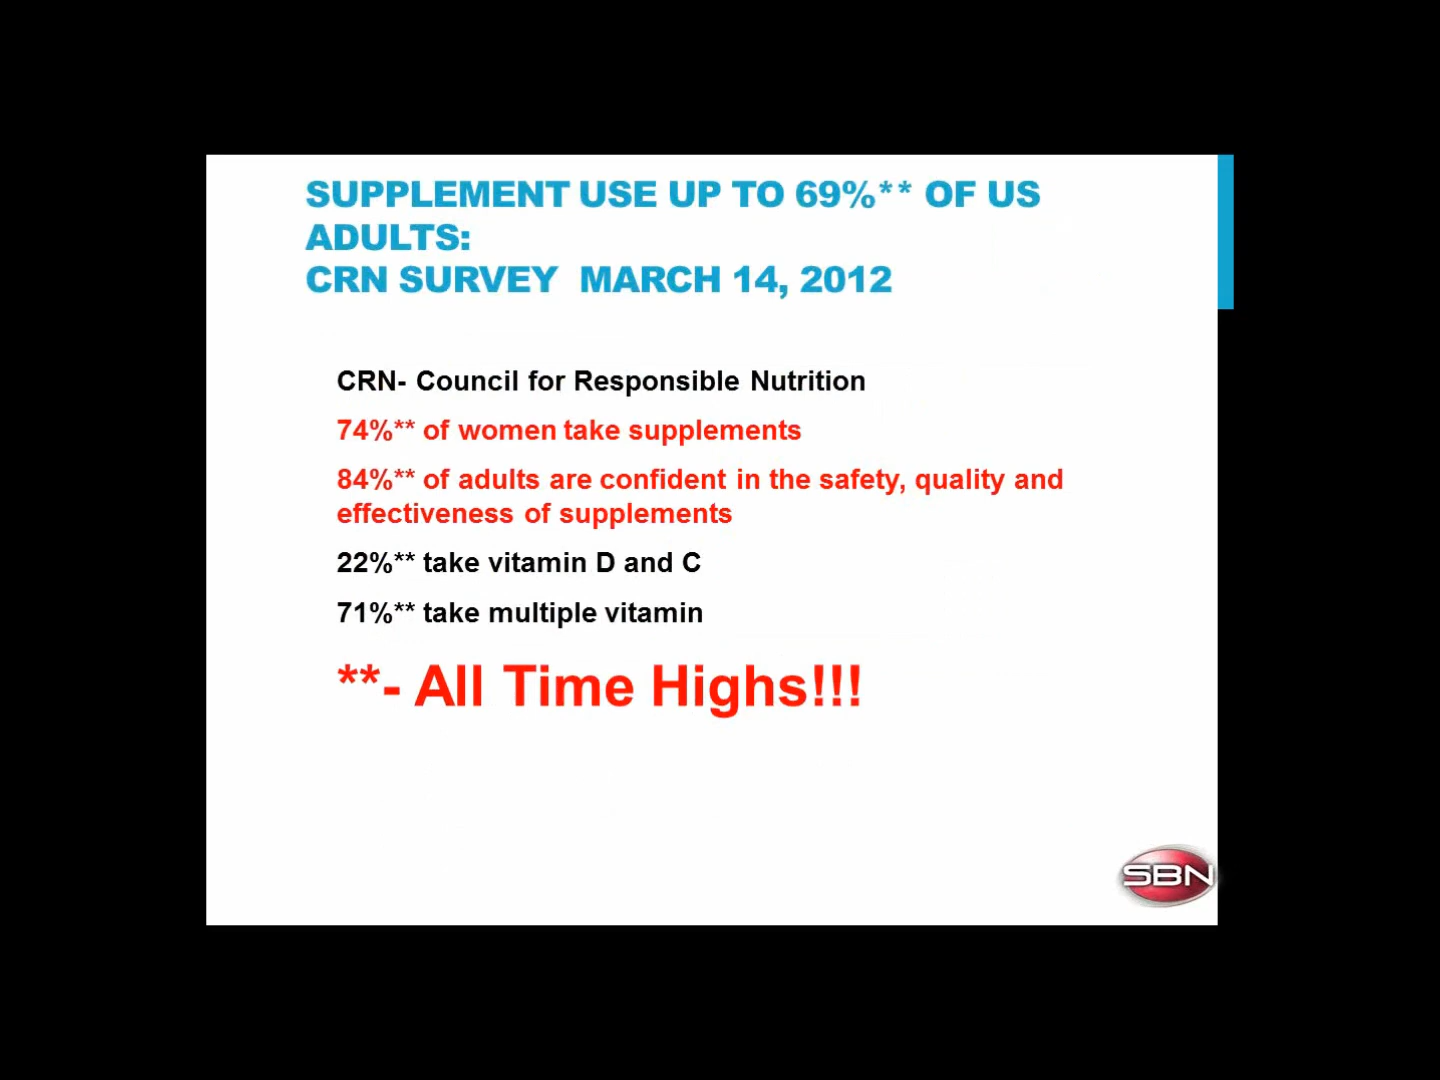 SUPPLEMENT USE UP TO 69%** OF US
ADULTS:
CRN SURVEY MARCH 14, 2012
CRN- Council for Responsible Nutrition
74%** of women take supplements
84%** of adults are confident in the safety, quality and
effectiveness of supplements
22%** take vitamin D and C
71%** take multiple vitamin
**- All Time Highs!!!
SBN